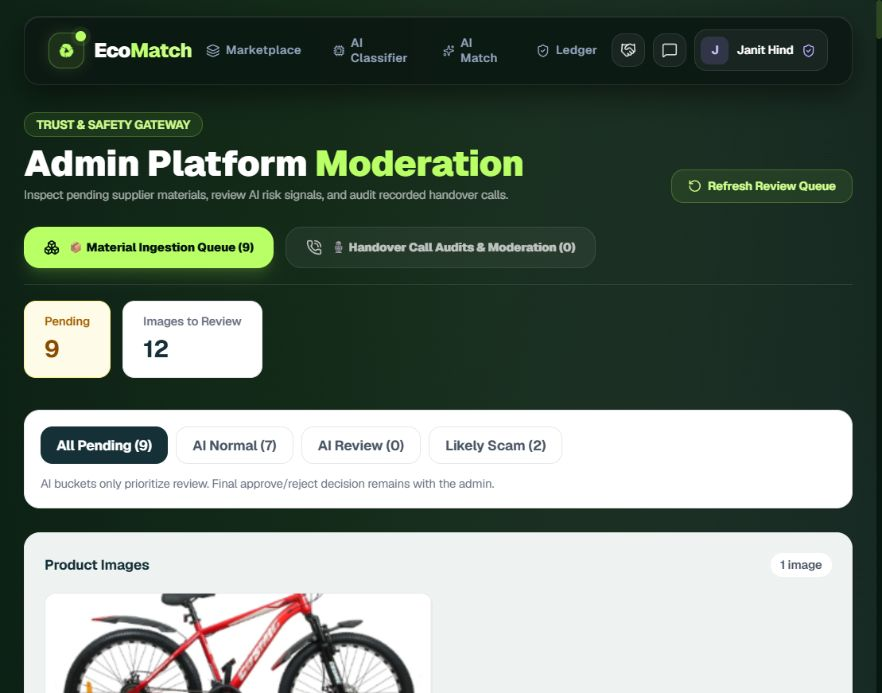 EcoMatch
Marketplace
AI
Classifier
AI
Match
Ledger
J
Janit Hind
TRUST & SAFETY GATEWAY
Admin Platform Moderation
Inspect pending supplier materials, review AI risk signals, and audit recorded handover calls.
Refresh Review Queue
Material Ingestion Queue (9)
Handover Call Audits & Moderation (0)
Pending
9
Images to Review
12
All Pending (9)
AI Normal (7)
AI Review (0)
Likely Scam (2)
AI buckets only prioritize review. Final approve/reject decision remains with the admin.
Product Images
1 image